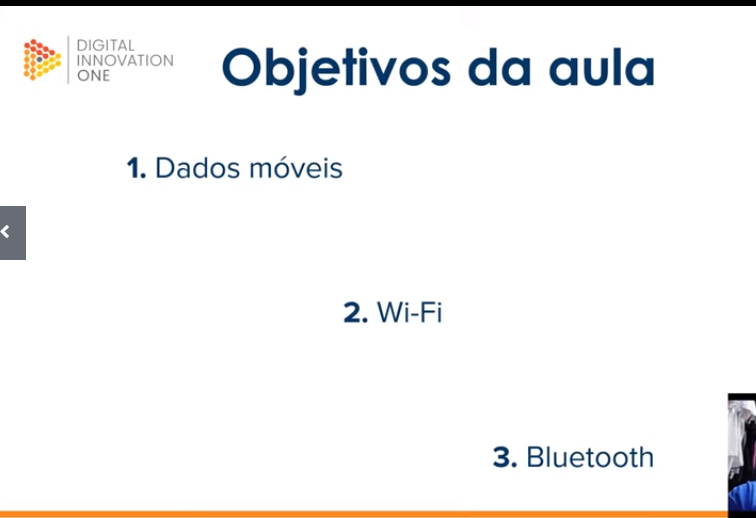 DIGITAL
INNOVATION
ONE
Objetivos da aula
1. Dados móveis
2. Wi-Fi
3. Bluetooth